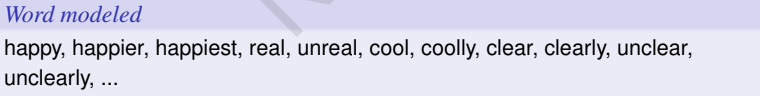 Word modeled
happy, happier, happiest, real, unreal, cool, coolly, clear, clearly, unclear,
unclearly, ...